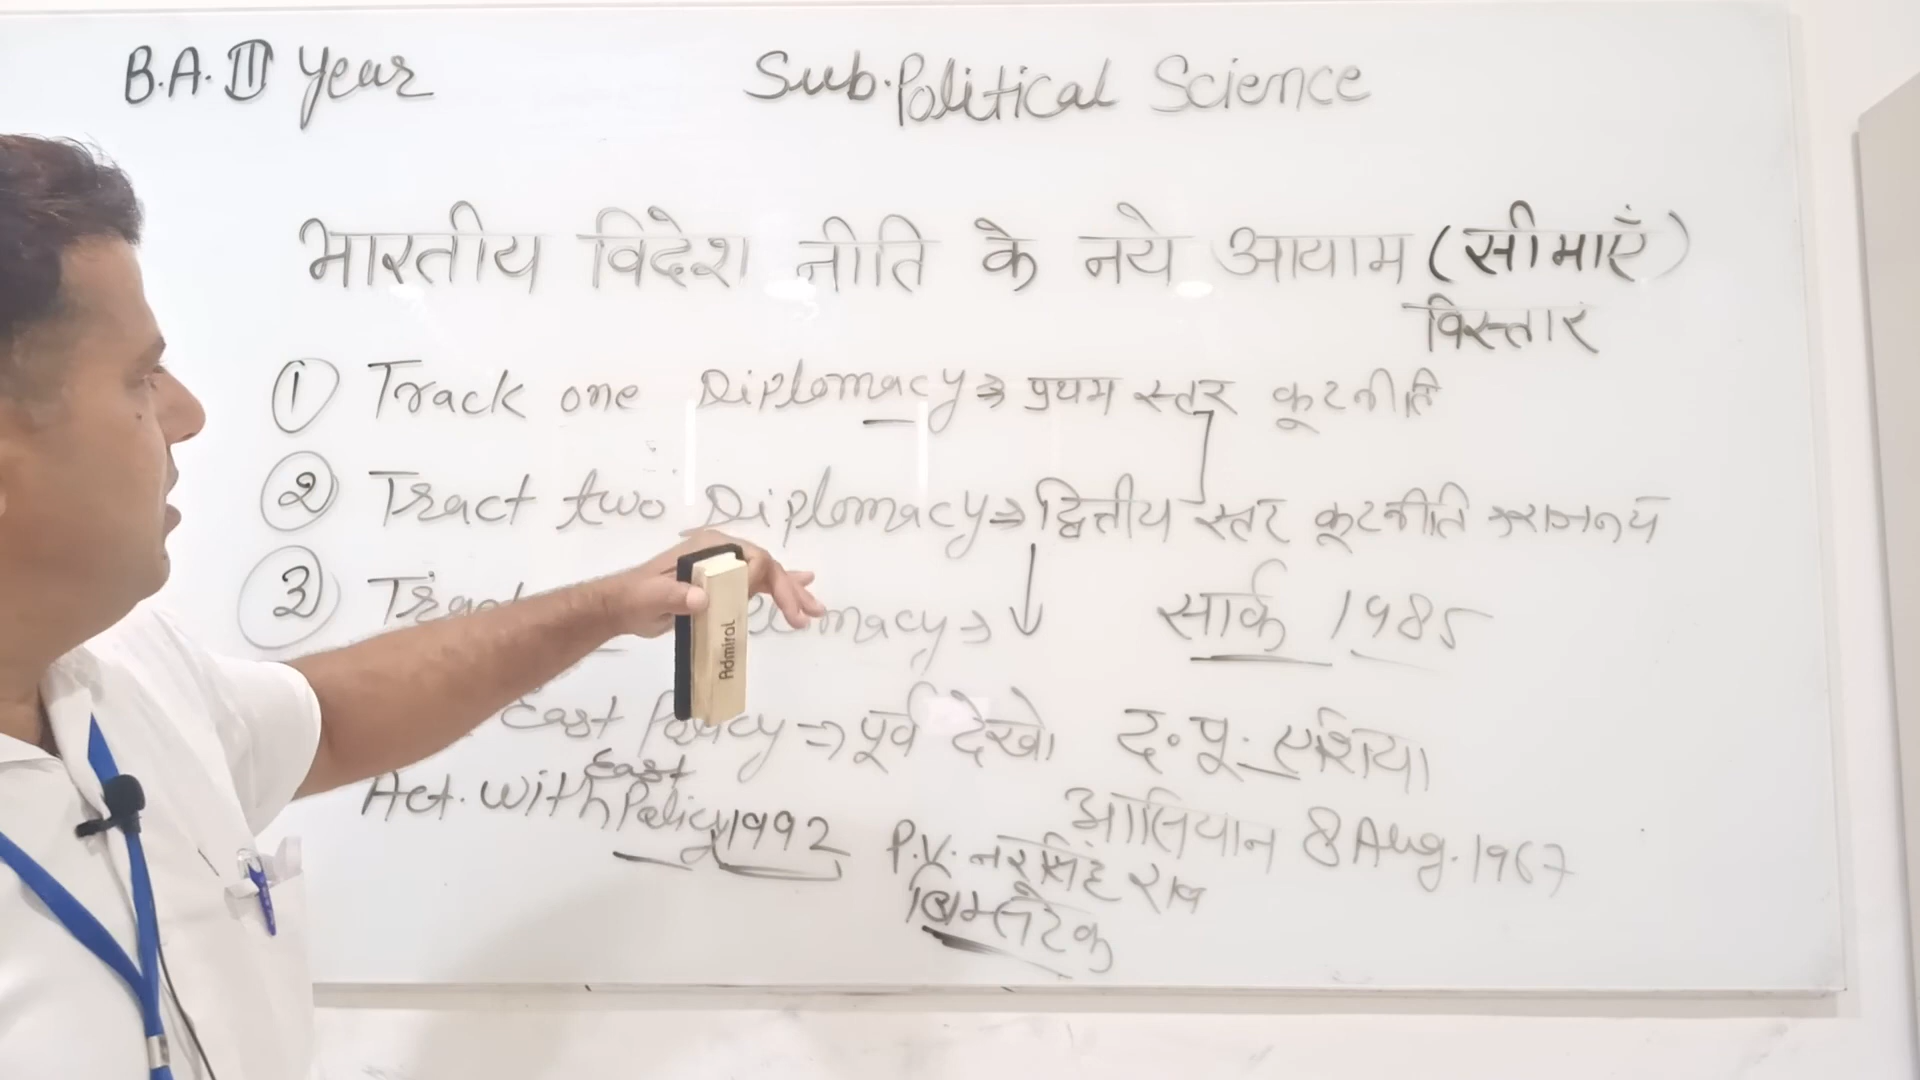 B.A. III Year
Sub. Political Science
भारतीय विदेश नीति के नये आयाम (सीमाएँ)
विस्तार
① Track one Diplomacy ⇒ प्रथम स्तर कूटनीति
② Tract two Diplomacy ⇒ द्वितीय स्तर कूटनीति
③
सार्क 1985
East Policy ⇒ पूर्व देखो द. पू. एशिया
Act. With East Policy 1992
आसियान 8 Aug. 1967
P.V. नरसिंह राव
बिम्सटेक
Admiral